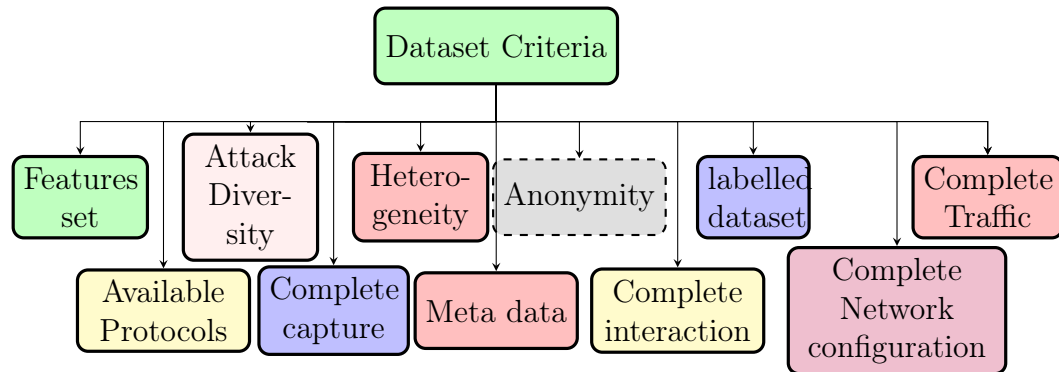 Dataset Criteria
Features
set
Attack
Diver-
sity
Hetero-
geneity
Anonymity
labelled
dataset
Complete
Traffic
Available
Protocols
Complete
capture
Meta data
Complete
interaction
Complete
Network
configuration